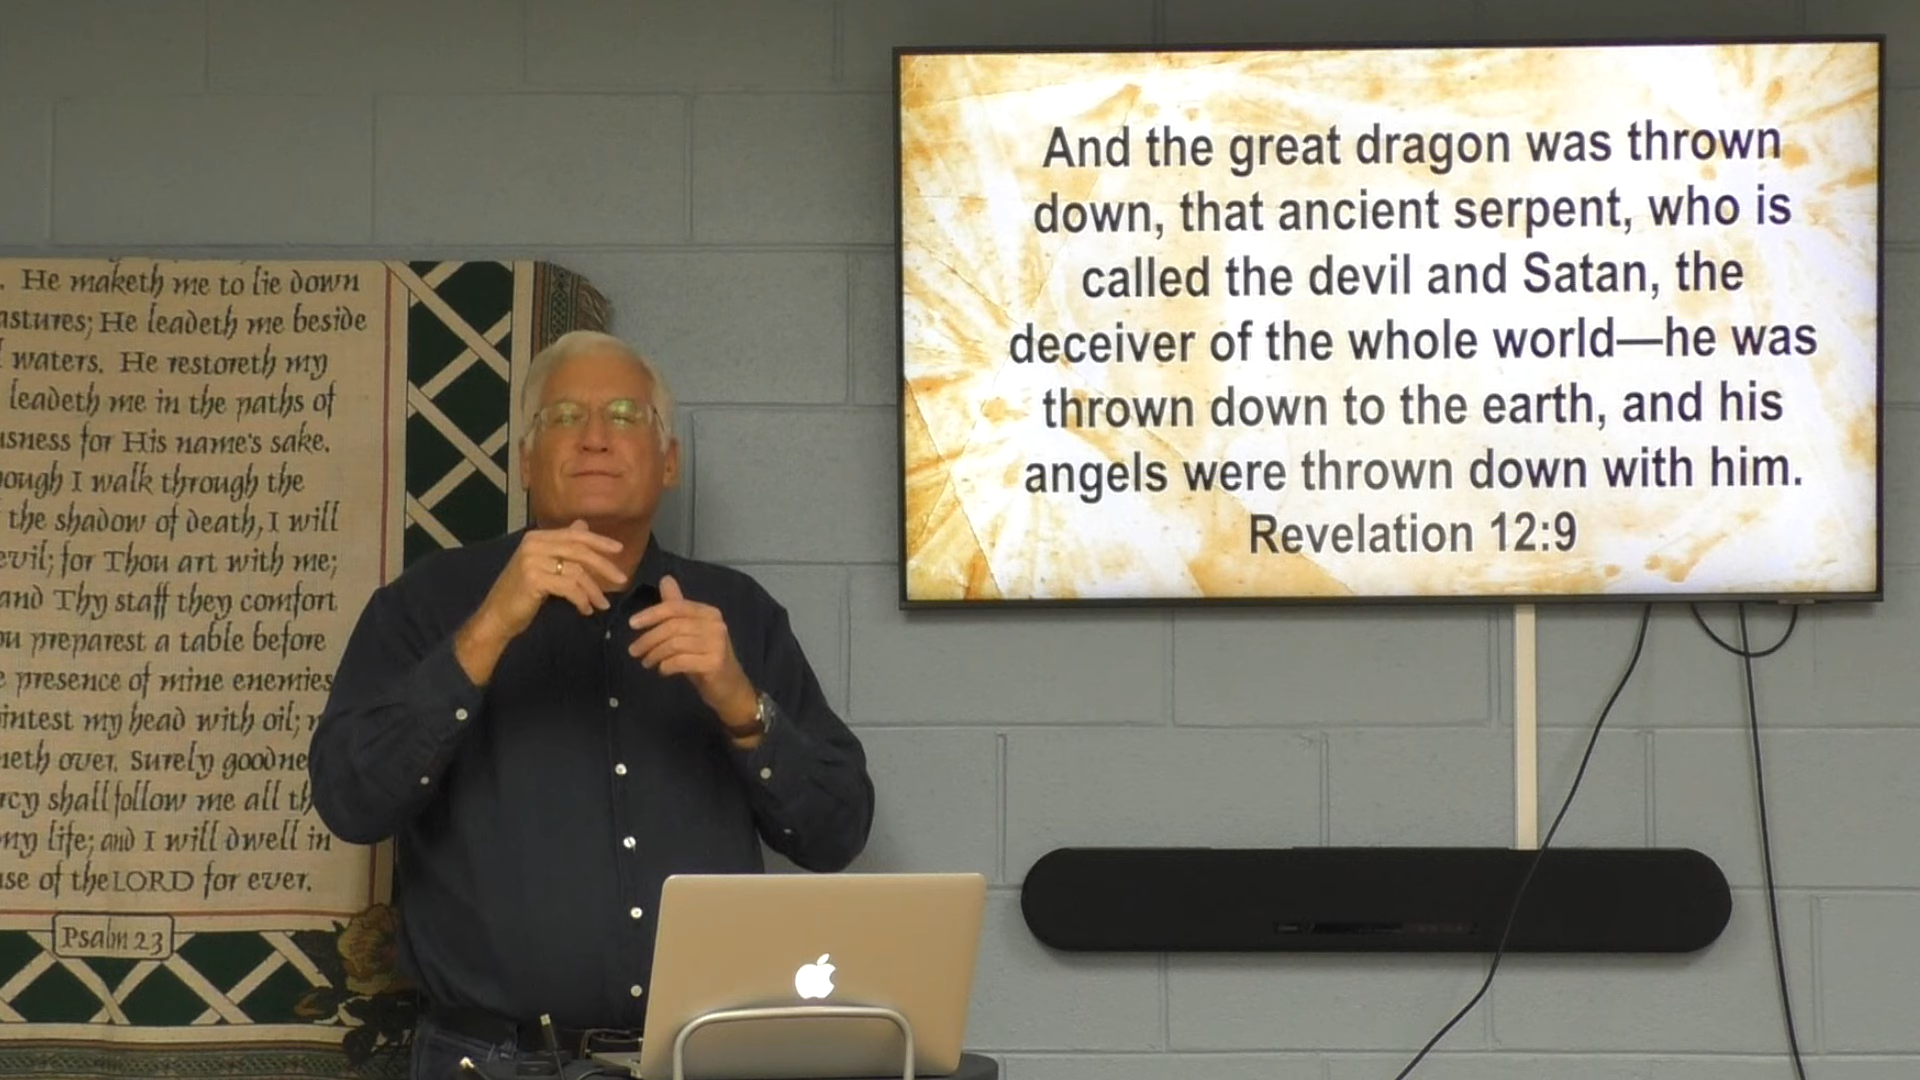 . He maketh me to lie down
astures; He leadeth me beside
waters. He restoreth my
leadeth me in the paths of
sness for His name's sake.
ough I walk through the
the shadow of death, I will
evil; for Thou art with me;
and Thy staff they comfort
ou preparest a table before
presence of mine enemies
intest my head with oil;
neth over. Surely goodne
rcy shall follow me all th
my life; and I will dwell in
se of the LORD for ever.
Psalm 23
And the great dragon was thrown
down, that ancient serpent, who is
called the devil and Satan, the
deceiver of the whole world—he was
thrown down to the earth, and his
angels were thrown down with him.
Revelation 12:9